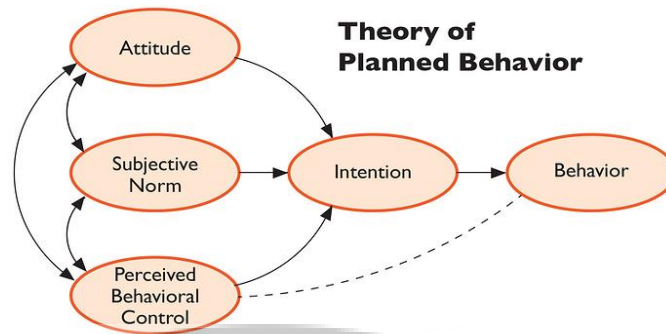 Theory of
Planned Behavior
Attitude
Subjective
Norm
Intention
Behavior
Perceived
Behavioral
Control